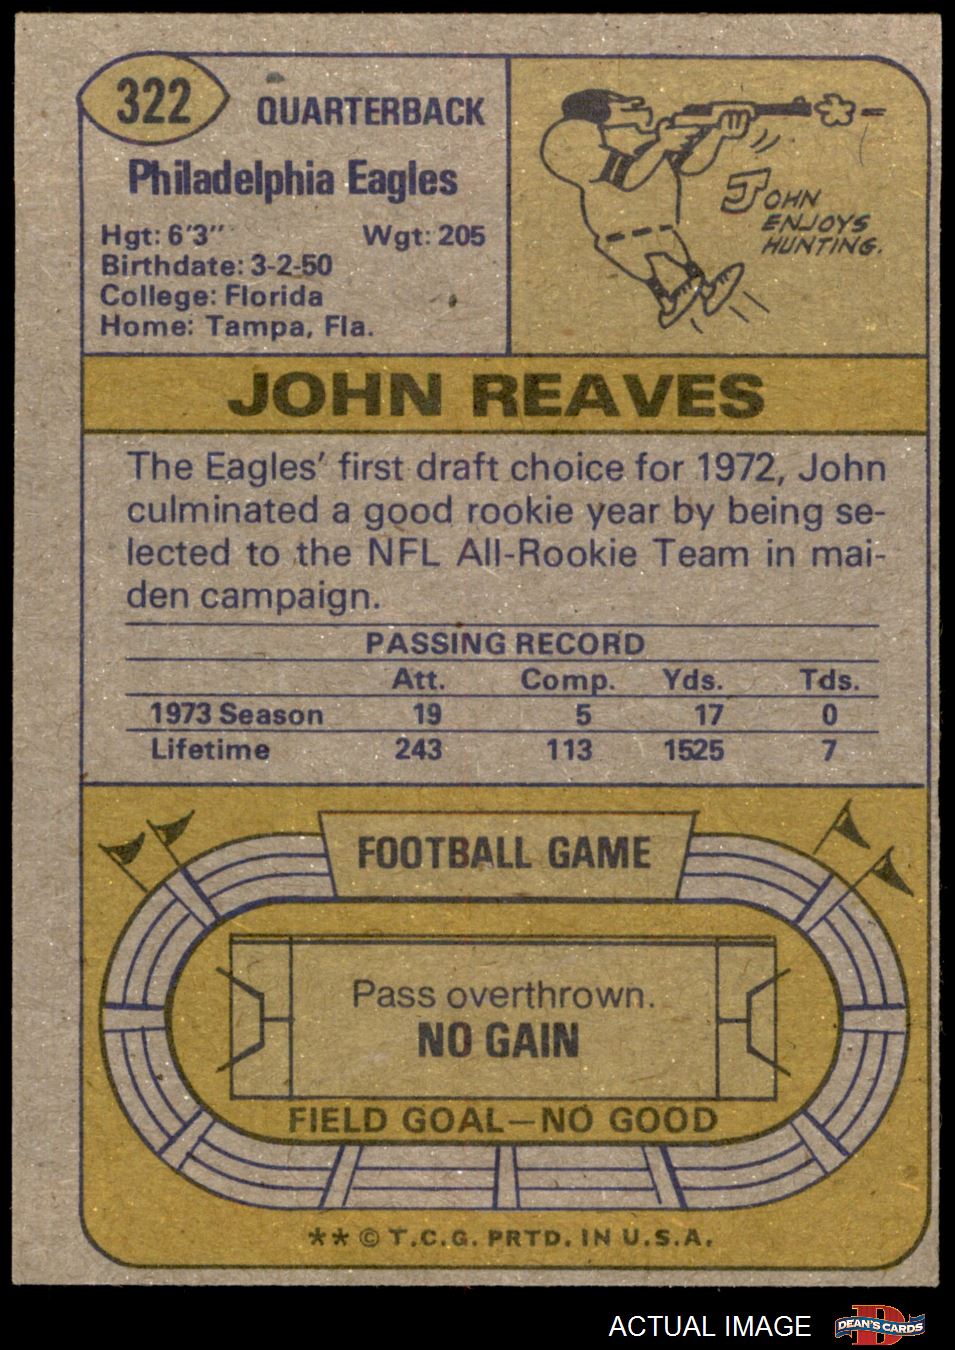 322
QUARTERBACK
Philadelphia Eagles
Hgt: 6'3" Wgt: 205
Birthdate: 3-2-50
College: Florida
Home: Tampa, Fla.
JOHN
ENJOYS
HUNTING.
JOHN REAVES
The Eagles' first draft choice for 1972, John
culminated a good rookie year by being se-
lected to the NFL All-Rookie Team in mai-
den campaign.
PASSING RECORD
Att. Comp. Yds. Tds.
1973 Season 19 5 17 0
Lifetime 243 113 1525 7
FOOTBALL GAME
Pass overthrown.
NO GAIN
FIELD GOAL—NO GOOD
** © T.C.G. PRTD. IN U.S.A.
ACTUAL IMAGE
D
DEAN'S CARDS